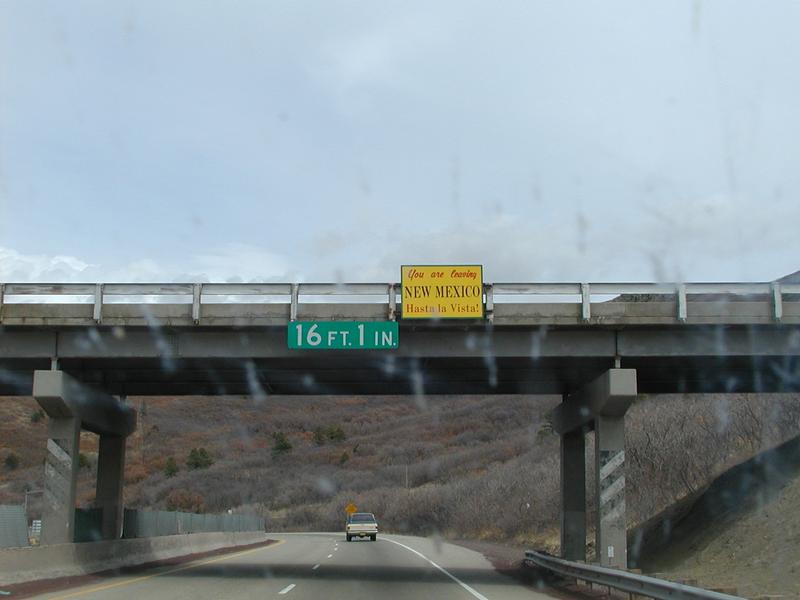 You are leaving
NEW MEXICO
Hasta la Vista!
16 FT. 1 IN.